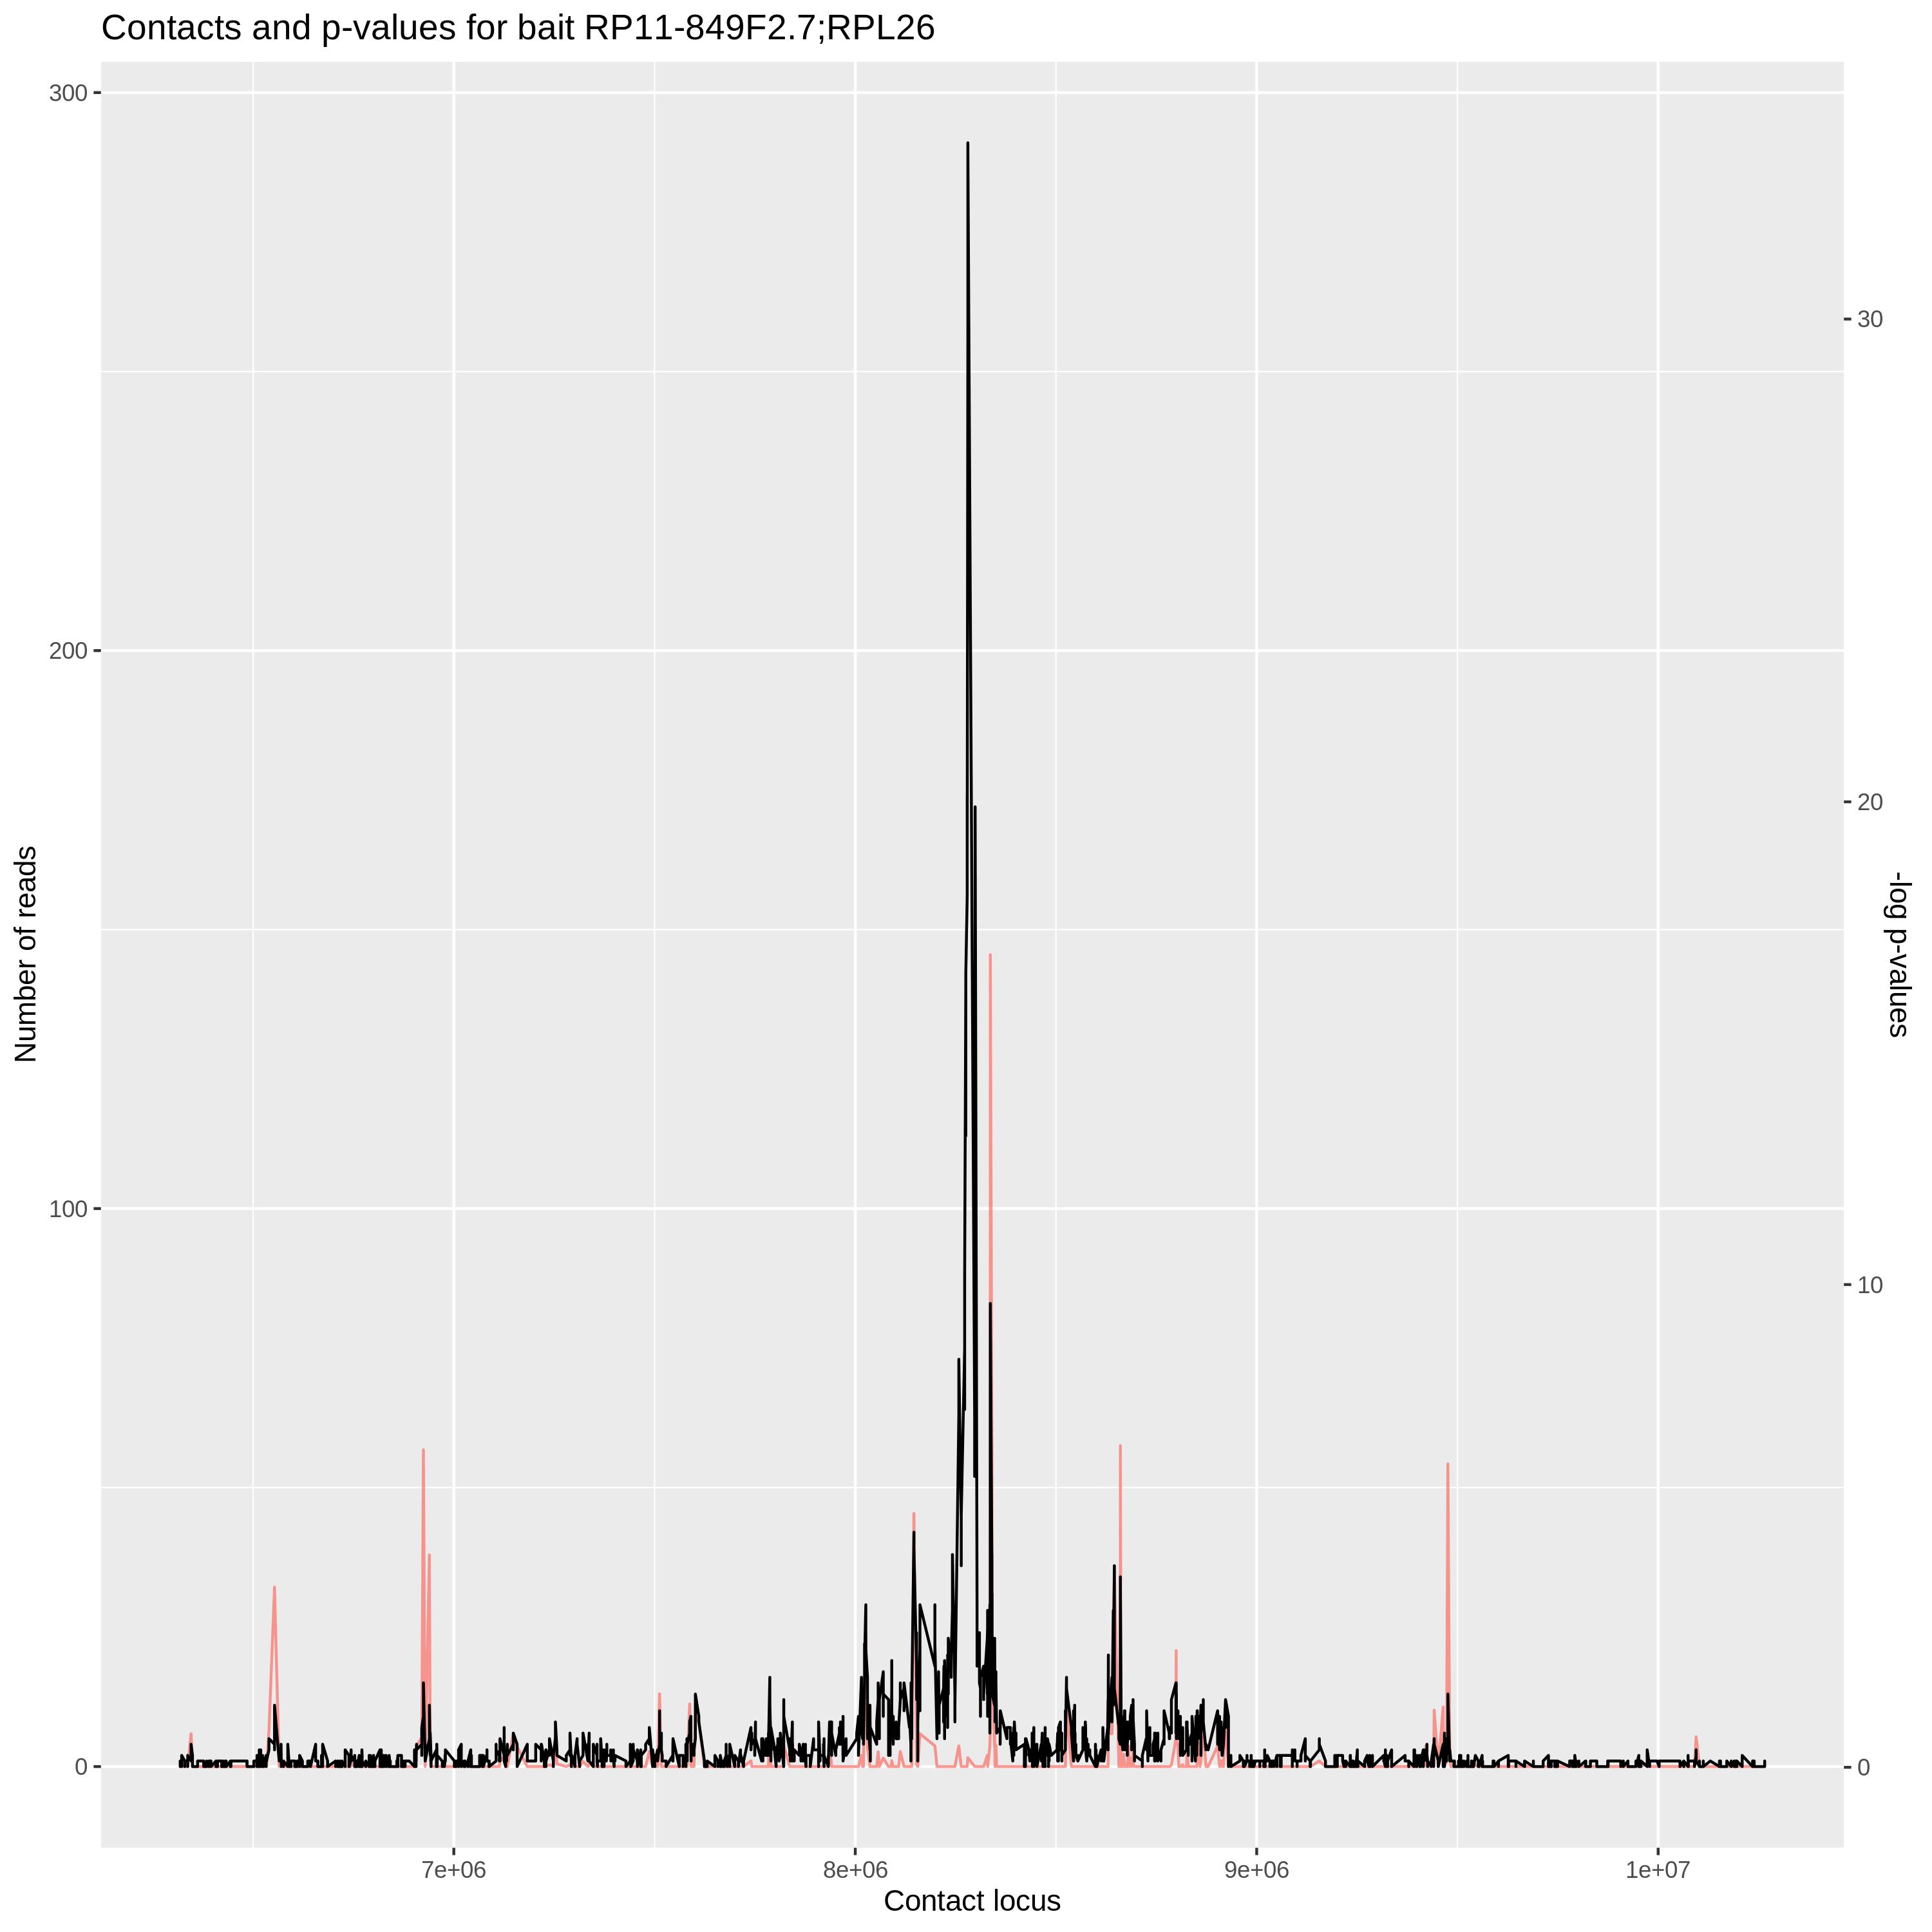 Contacts and p-values for bait RP11-849F2.7;RPL26
300
200
100
0
Number of reads
30
20
10
0
-log p-values
7e+06
8e+06
9e+06
1e+07
Contact locus